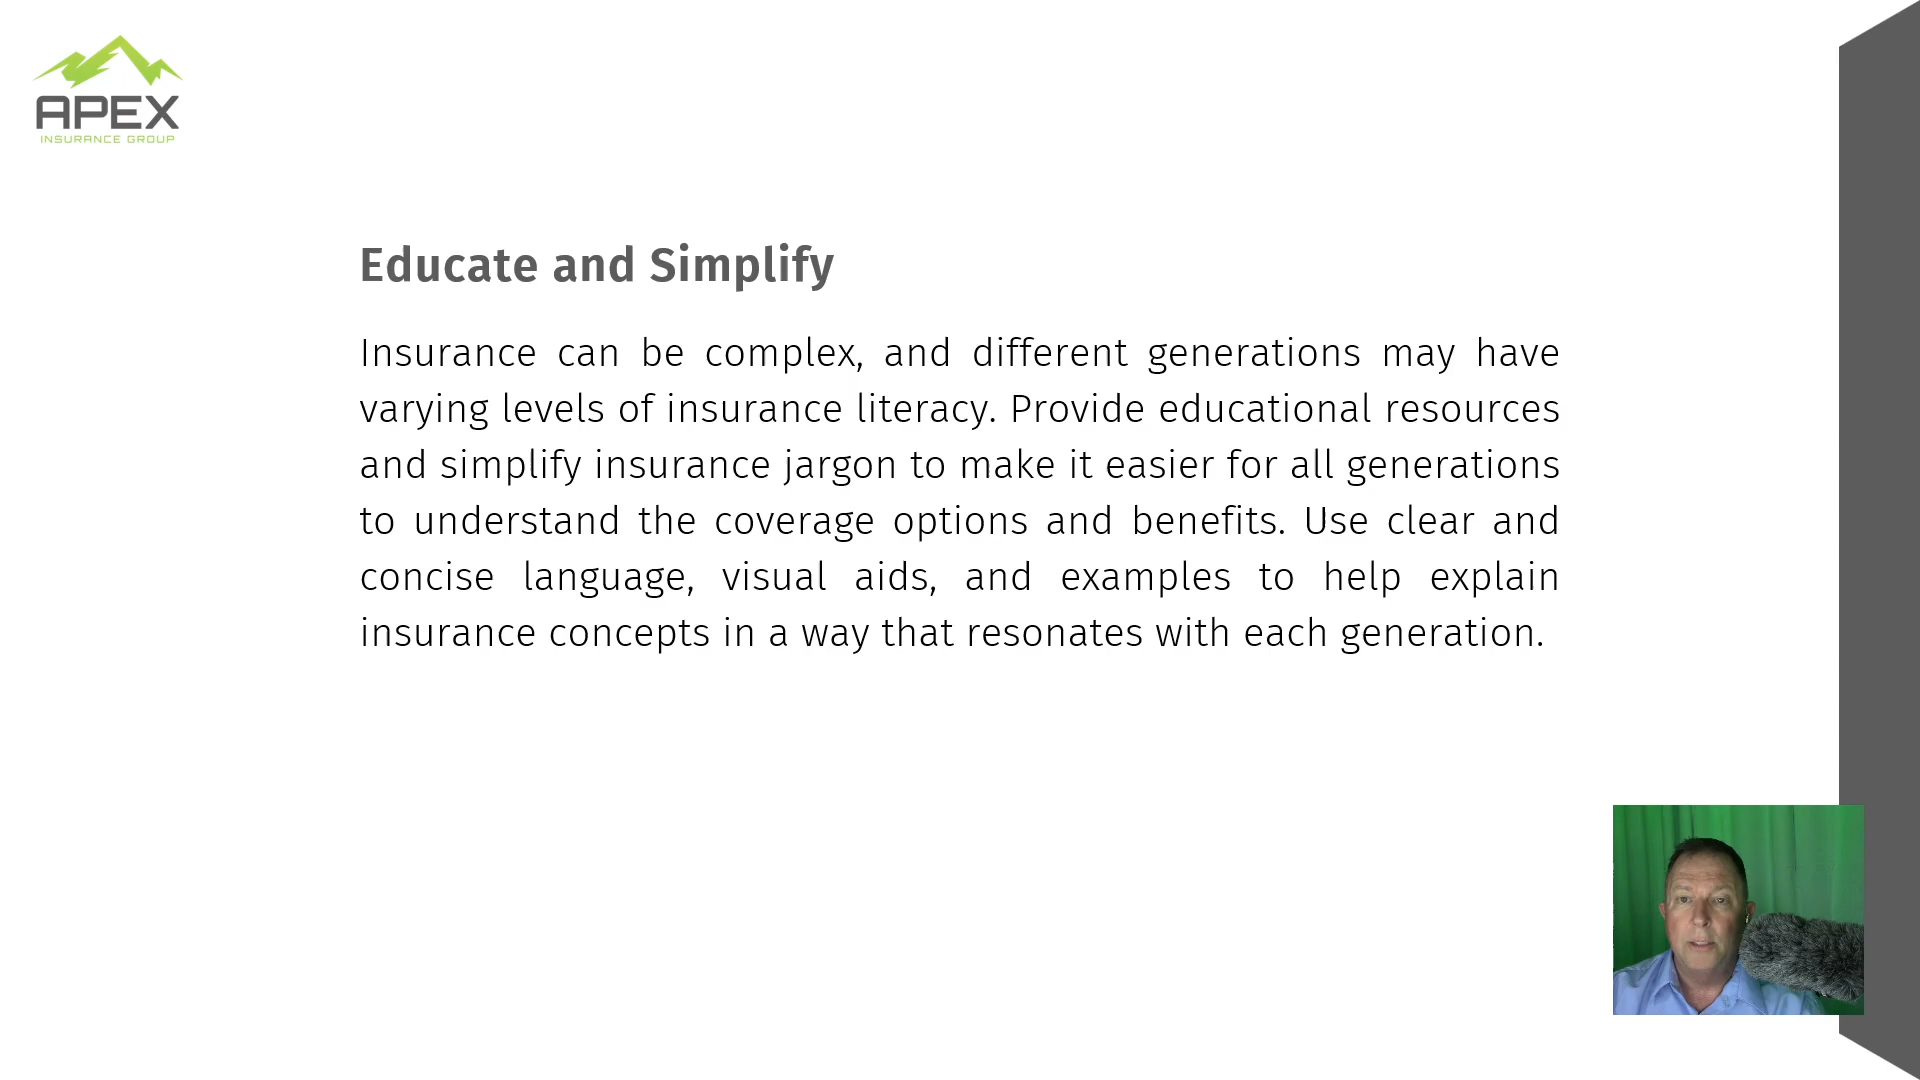 APEX
INSURANCE GROUP
Educate and Simplify
Insurance can be complex, and different generations may have
varying levels of insurance literacy. Provide educational resources
and simplify insurance jargon to make it easier for all generations
to understand the coverage options and benefits. Use clear and
concise language, visual aids, and examples to help explain
insurance concepts in a way that resonates with each generation.